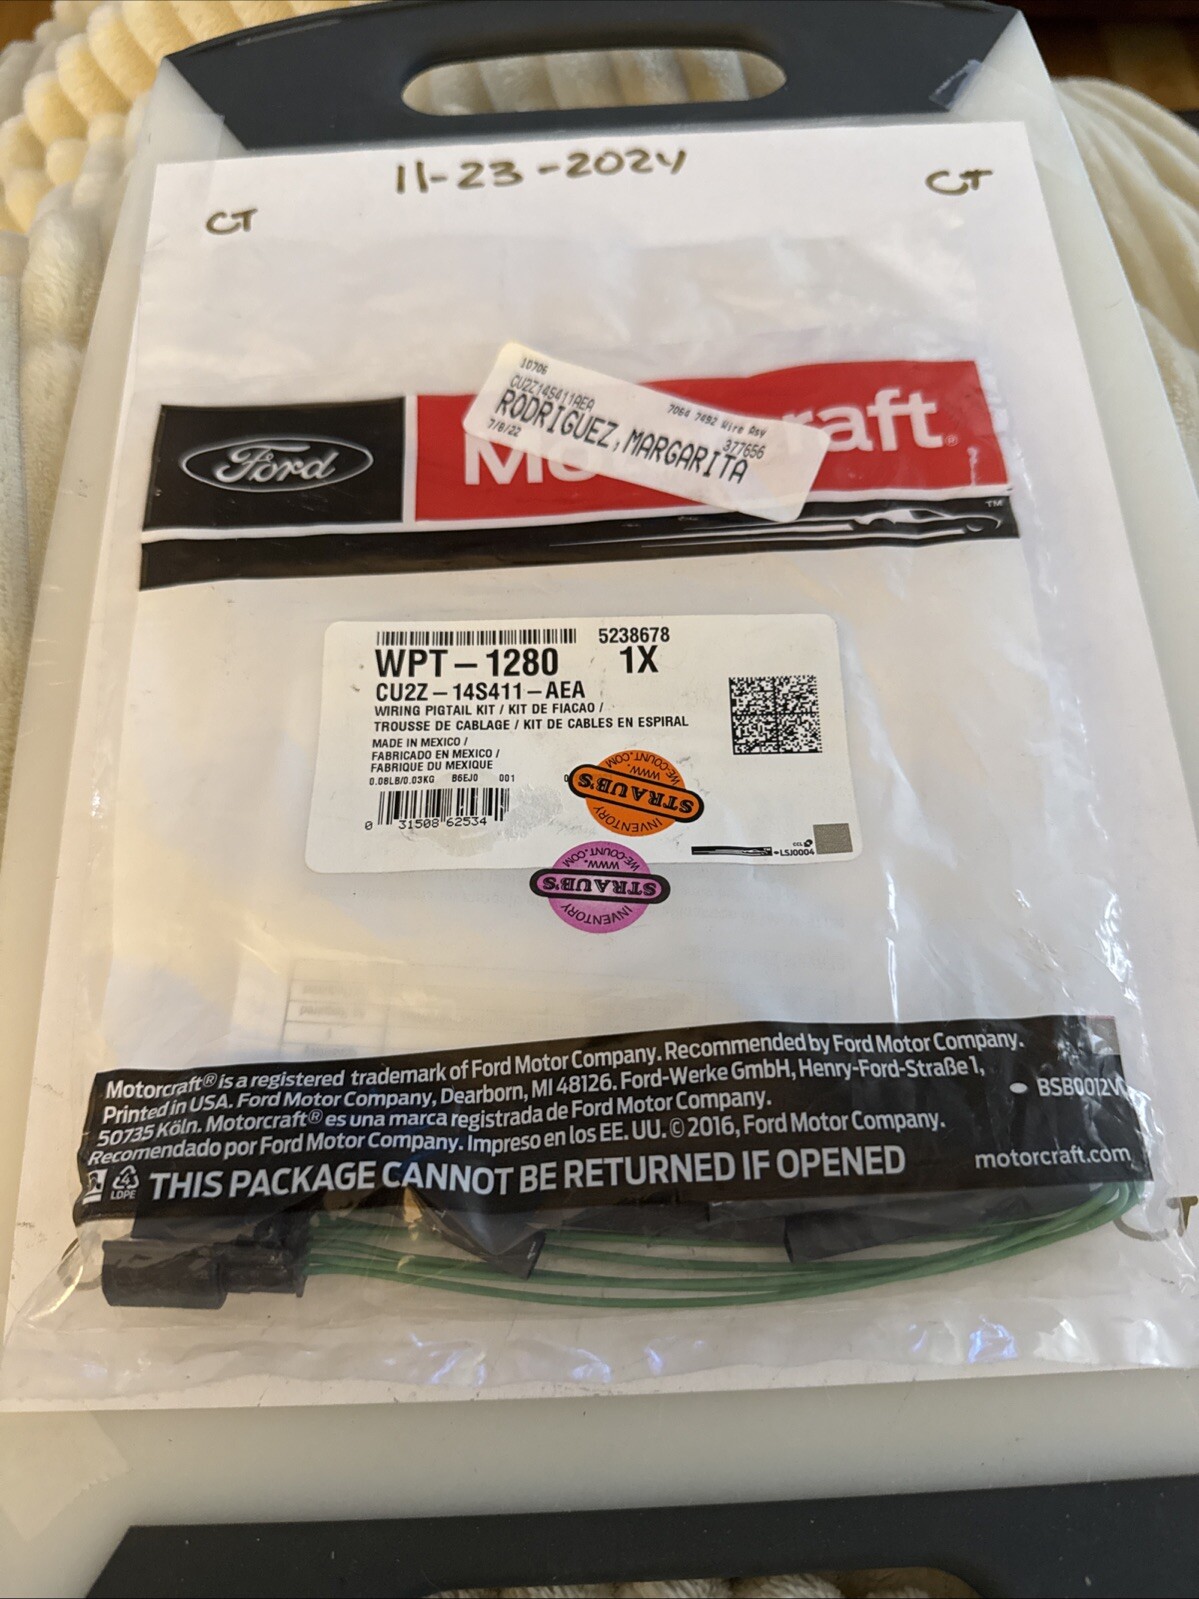 11-23-2024
CT
CT
10706
CU2Z14S411AEA
7064 7492 Wire Asy
RODRIGUEZ,MARGARITA
377656
7/8/22
Ford
raft®
TM
5238678
WPT-1280 1X
CU2Z-14S411-AEA
WIRING PIGTAIL KIT / KIT DE FIACAO /
TROUSSE DE CABLAGE / KIT DE CABLES EN ESPIRAL
MADE IN MEXICO /
FABRICADO EN MEXICO /
FABRIQUE DU MEXIQUE
0.08LB/0.03KG B6EJ0 001
0 31508 62534
CCL
LSJ0004
INVENTORY
STRAUB'S
WWW.
WE-COUNT.COM
INVENTORY
STRAUB'S
WWW.
WE-COUNT.COM
Motorcraft® is a registered trademark of Ford Motor Company. Recommended by Ford Motor Company.
Printed in USA. Ford Motor Company, Dearborn, MI 48126. Ford-Werke GmbH, Henry-Ford-Straße 1,
50735 Köln. Motorcraft® es una marca registrada de Ford Motor Company.
Recomendado por Ford Motor Company. Impreso en los EE. UU. © 2016, Ford Motor Company.
BSB0012V
4
LDPE
THIS PACKAGE CANNOT BE RETURNED IF OPENED
motorcraft.com
CT